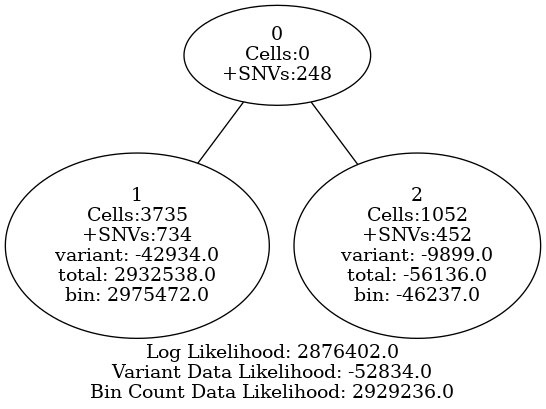 0
Cells:0
+SNVs:248
1
Cells:3735
+SNVs:734
variant: -42934.0
total: 2932538.0
bin: 2975472.0
2
Cells:1052
+SNVs:452
variant: -9899.0
total: -56136.0
bin: -46237.0
Log Likelihood: 2876402.0
Variant Data Likelihood: -52834.0
Bin Count Data Likelihood: 2929236.0